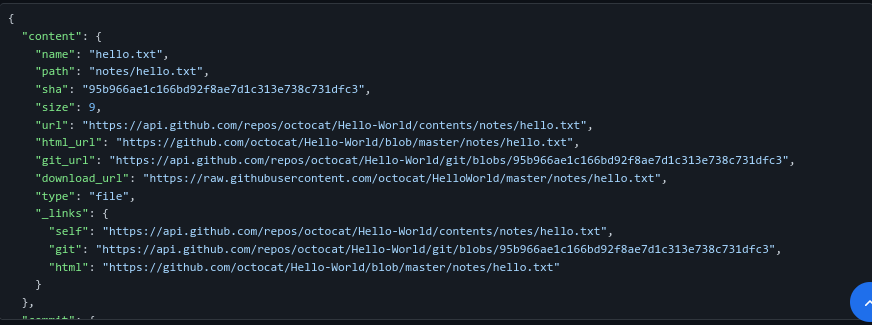 {
"content": {
"name": "hello.txt",
"path": "notes/hello.txt",
"sha": "95b966ae1c166bd92f8ae7d1c313e738c731dfc3",
"size": 9,
"url": "https://api.github.com/repos/octocat/Hello-World/contents/notes/hello.txt",
"html_url": "https://github.com/octocat/Hello-World/blob/master/notes/hello.txt",
"git_url": "https://api.github.com/repos/octocat/Hello-World/git/blobs/95b966ae1c166bd92f8ae7d1c313e738c731dfc3",
"download_url": "https://raw.githubusercontent.com/octocat/HelloWorld/master/notes/hello.txt",
"type": "file",
"_links": {
"self": "https://api.github.com/repos/octocat/Hello-World/contents/notes/hello.txt",
"git": "https://api.github.com/repos/octocat/Hello-World/git/blobs/95b966ae1c166bd92f8ae7d1c313e738c731dfc3",
"html": "https://github.com/octocat/Hello-World/blob/master/notes/hello.txt"
}
},